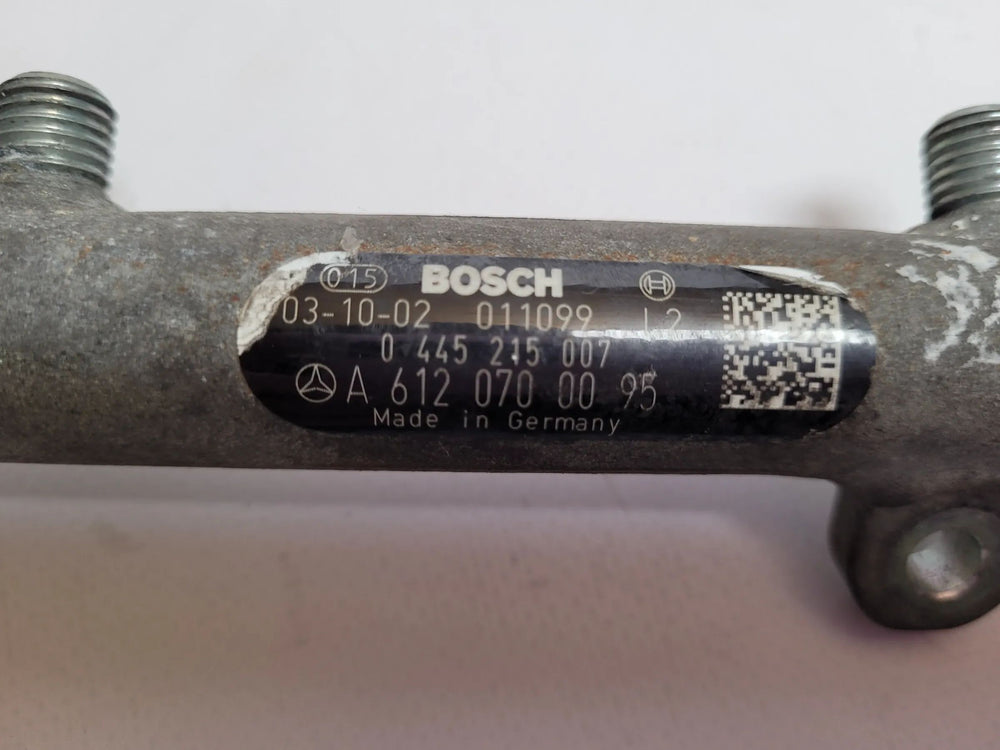 015 BOSCH
03-10-02 011099 L2
0 445 215 007
A 612 070 00 95
Made in Germany